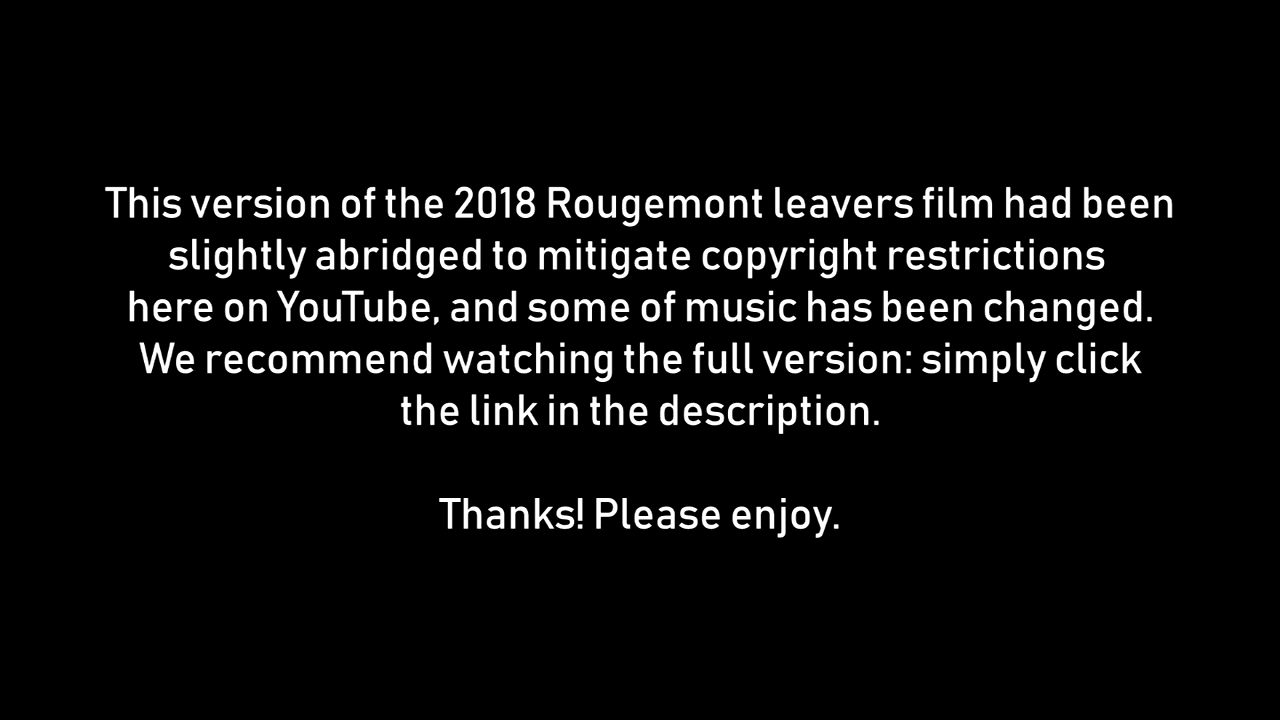 This version of the 2018 Rougemont leavers film had been
slightly abridged to mitigate copyright restrictions
here on YouTube, and some of music has been changed.
We recommend watching the full version: simply click
the link in the description.
Thanks! Please enjoy.